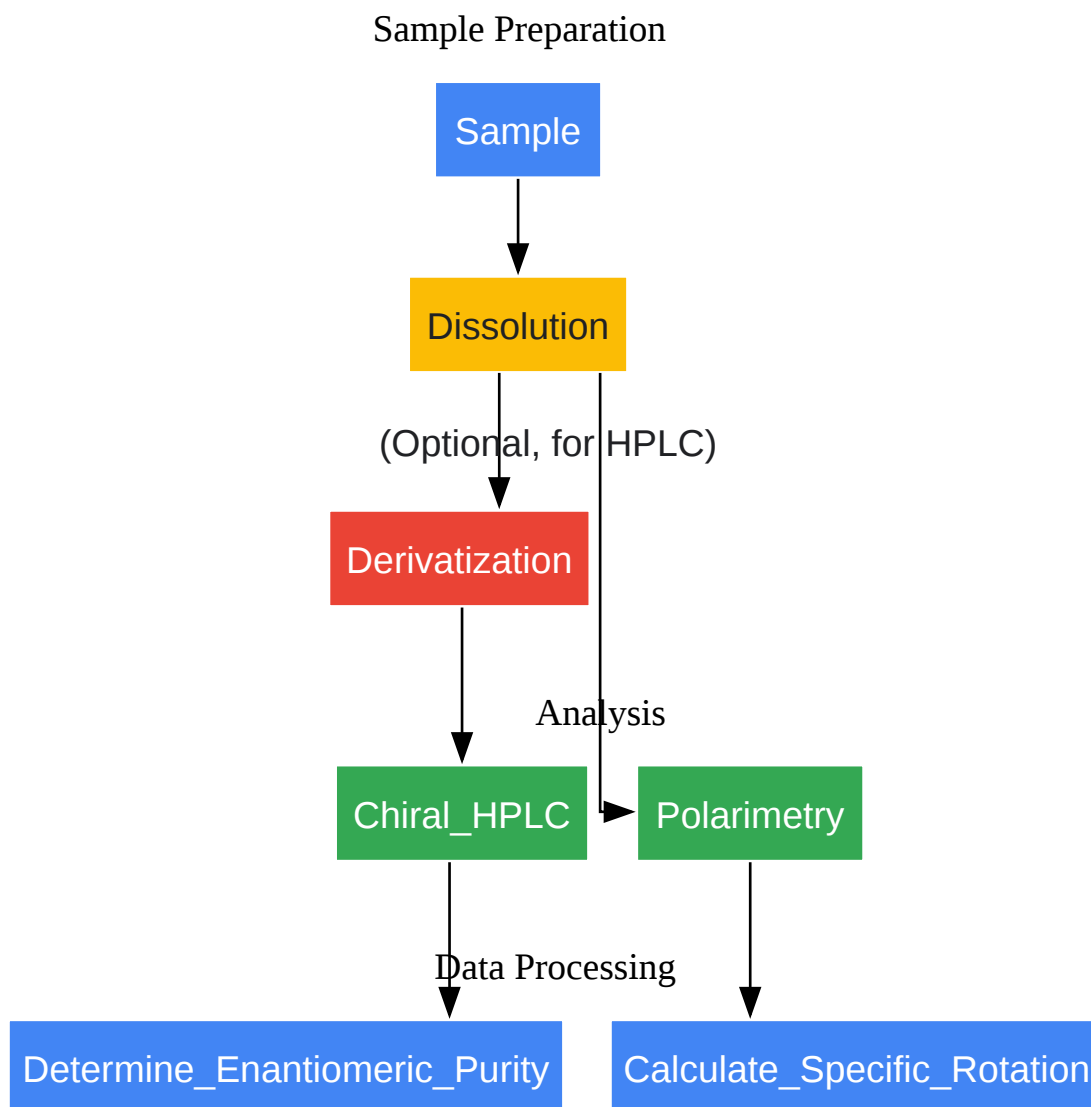 Sample Preparation
Sample
Dissolution
(Optional, for HPLC)
Derivatization
Analysis
Chiral_HPLC
Polarimetry
Data Processing
Determine_Enantiomeric_Purity
Calculate_Specific_Rotation